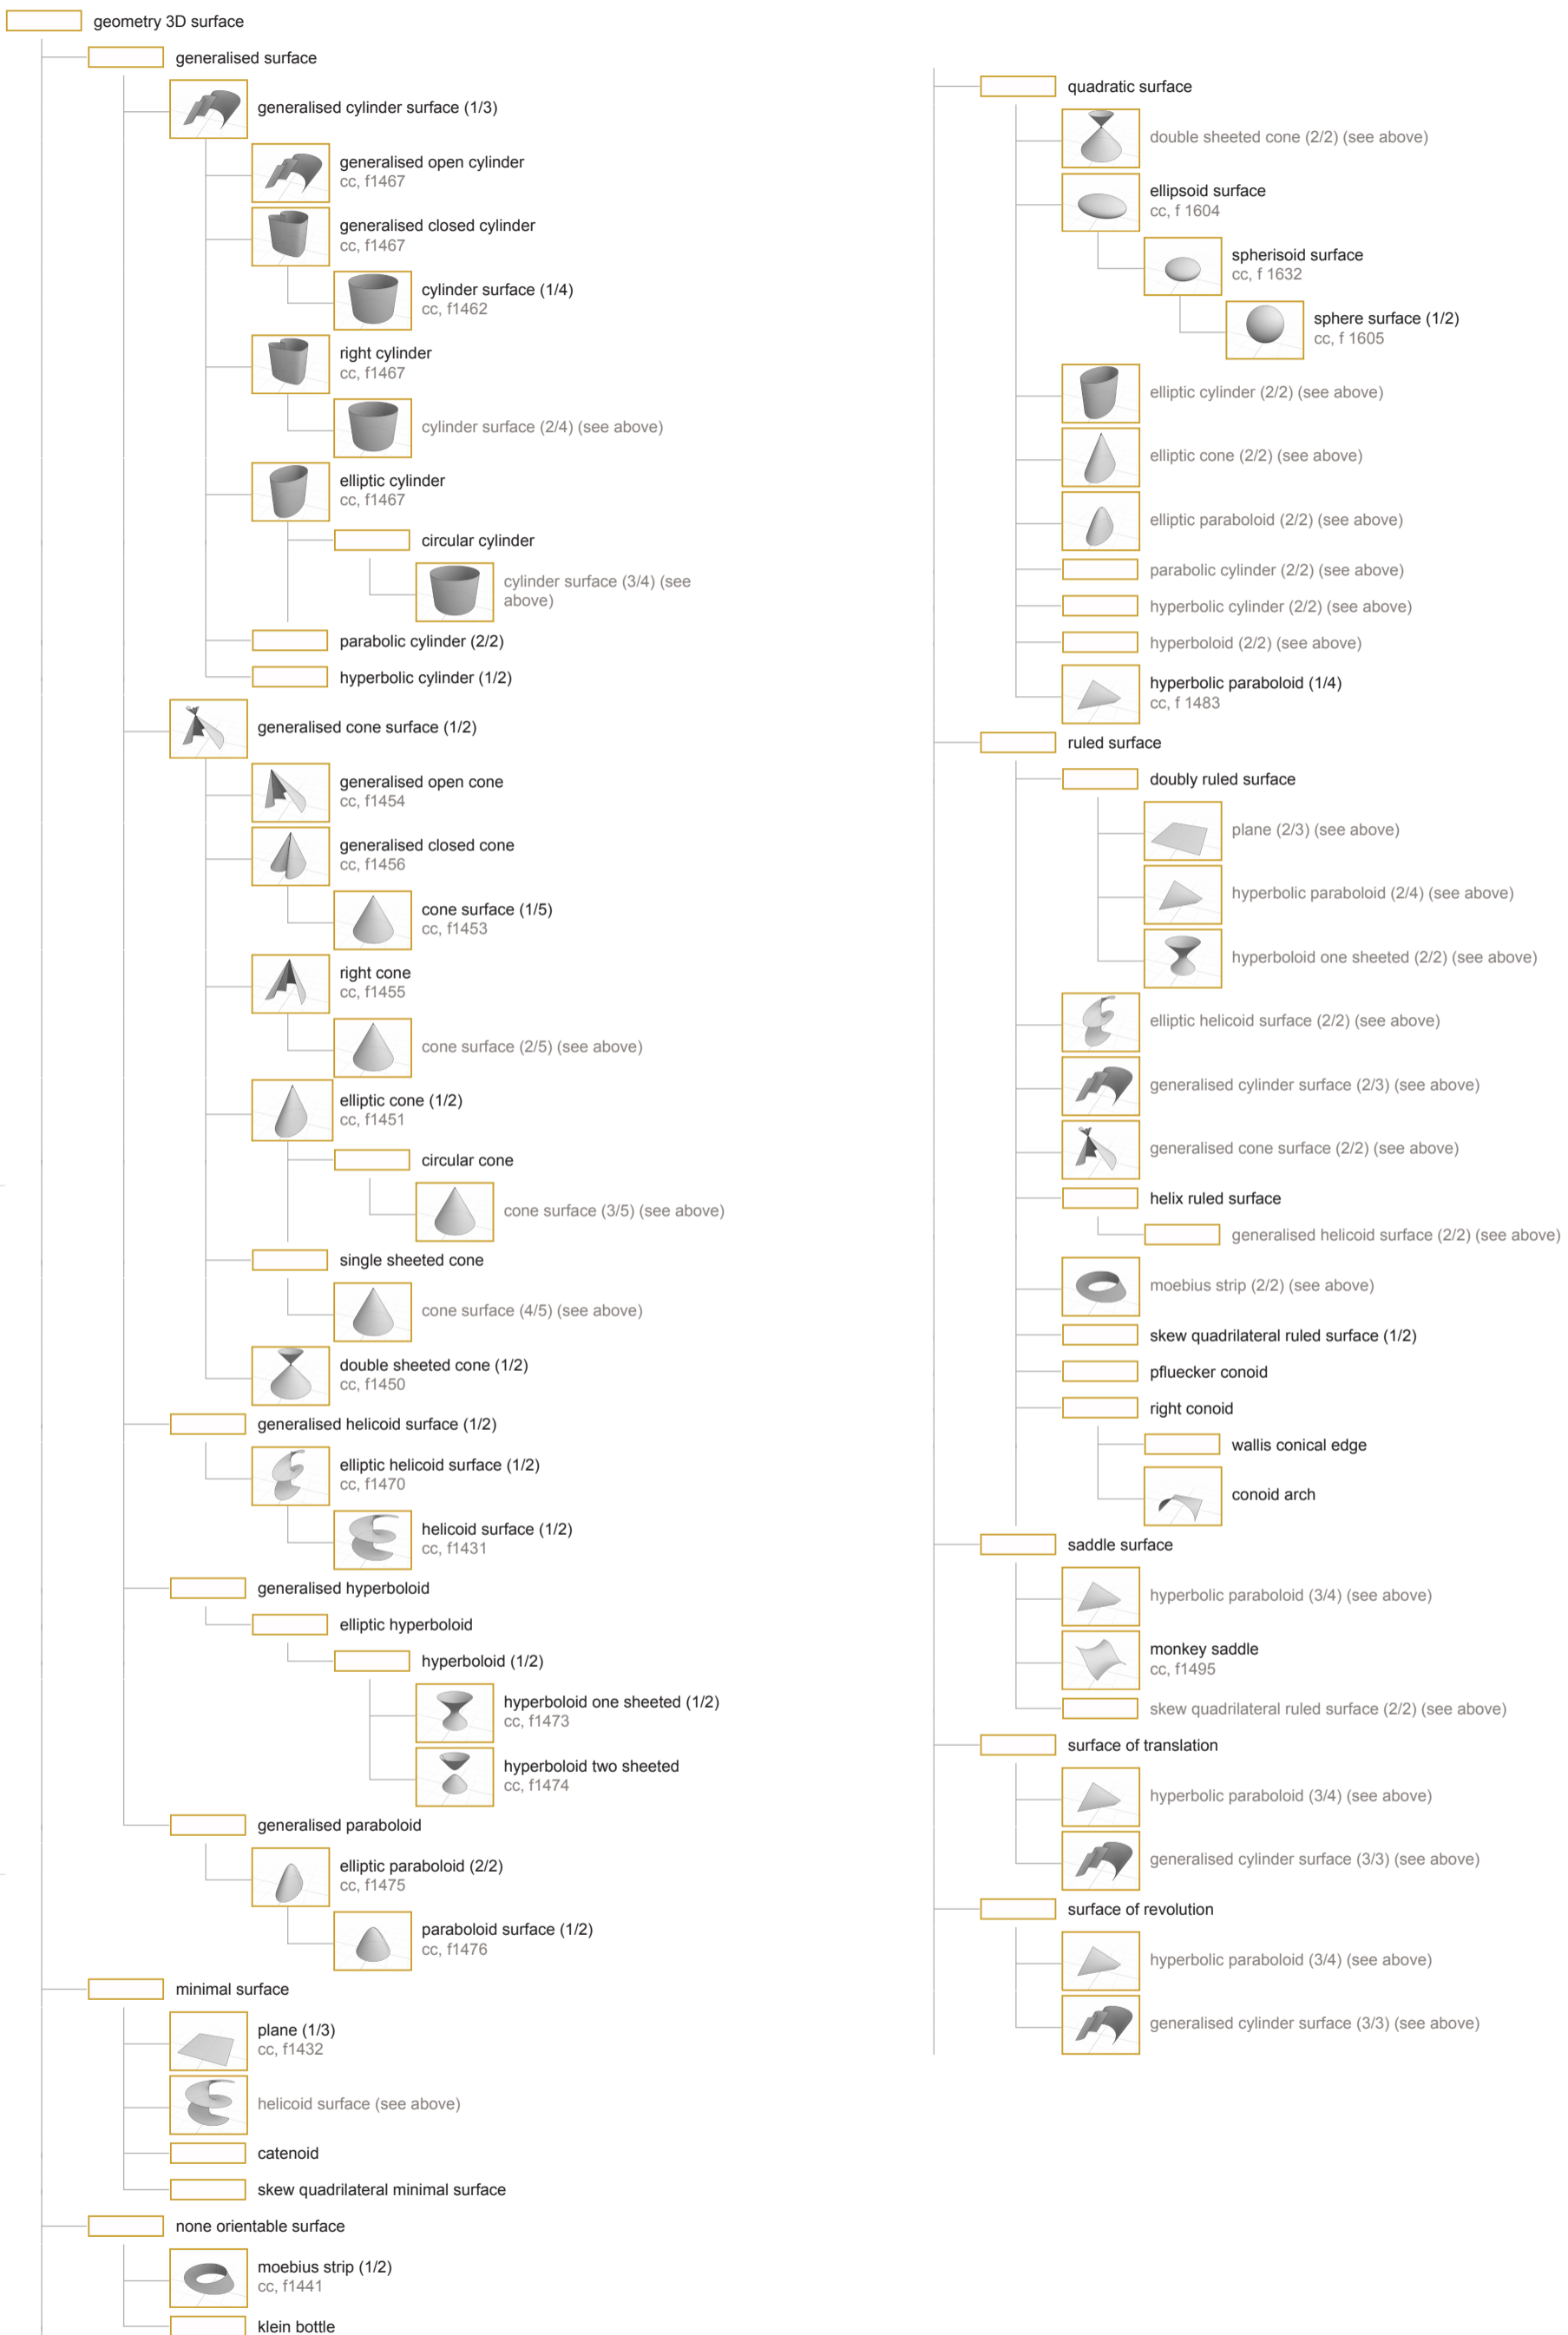 geometry 3D surface
generalised surface
generalised cylinder surface (1/3)
generalised open cylinder
cc, f1467
generalised closed cylinder
cc, f1467
cylinder surface (1/4)
cc, f1462
right cylinder
cc, f1467
cylinder surface (2/4) (see above)
elliptic cylinder
cc, f1467
circular cylinder
cylinder surface (3/4) (see
above)
parabolic cylinder (2/2)
hyperbolic cylinder (1/2)
generalised cone surface (1/2)
generalised open cone
cc, f1454
generalised closed cone
cc, f1456
cone surface (1/5)
cc, f1453
right cone
cc, f1455
cone surface (2/5) (see above)
elliptic cone (1/2)
cc, f1451
circular cone
cone surface (3/5) (see above)
single sheeted cone
cone surface (4/5) (see above)
double sheeted cone (1/2)
cc, f1450
generalised helicoid surface (1/2)
elliptic helicoid surface (1/2)
cc, f1470
helicoid surface (1/2)
cc, f1431
generalised hyperboloid
elliptic hyperboloid
hyperboloid (1/2)
hyperboloid one sheeted (1/2)
cc, f1473
hyperboloid two sheeted
cc, f1474
generalised paraboloid
elliptic paraboloid (2/2)
cc, f1475
paraboloid surface (1/2)
cc, f1476
minimal surface
plane (1/3)
cc, f1432
helicoid surface (see above)
catenoid
skew quadrilateral minimal surface
none orientable surface
moebius strip (1/2)
cc, f1441
klein bottle
quadratic surface
double sheeted cone (2/2) (see above)
ellipsoid surface
cc, f 1604
spherisoid surface
cc, f 1632
sphere surface (1/2)
cc, f 1605
elliptic cylinder (2/2) (see above)
elliptic cone (2/2) (see above)
elliptic paraboloid (2/2) (see above)
parabolic cylinder (2/2) (see above)
hyperbolic cylinder (2/2) (see above)
hyperboloid (2/2) (see above)
hyperbolic paraboloid (1/4)
cc, f 1483
ruled surface
doubly ruled surface
plane (2/3) (see above)
hyperbolic paraboloid (2/4) (see above)
hyperboloid one sheeted (2/2) (see above)
elliptic helicoid surface (2/2) (see above)
generalised cylinder surface (2/3) (see above)
generalised cone surface (2/2) (see above)
helix ruled surface
generalised helicoid surface (2/2) (see above)
moebius strip (2/2) (see above)
skew quadrilateral ruled surface (1/2)
pfluecker conoid
right conoid
wallis conical edge
conoid arch
saddle surface
hyperbolic paraboloid (3/4) (see above)
monkey saddle
cc, f1495
skew quadrilateral ruled surface (2/2) (see above)
surface of translation
hyperbolic paraboloid (3/4) (see above)
generalised cylinder surface (3/3) (see above)
surface of revolution
hyperbolic paraboloid (3/4) (see above)
generalised cylinder surface (3/3) (see above)